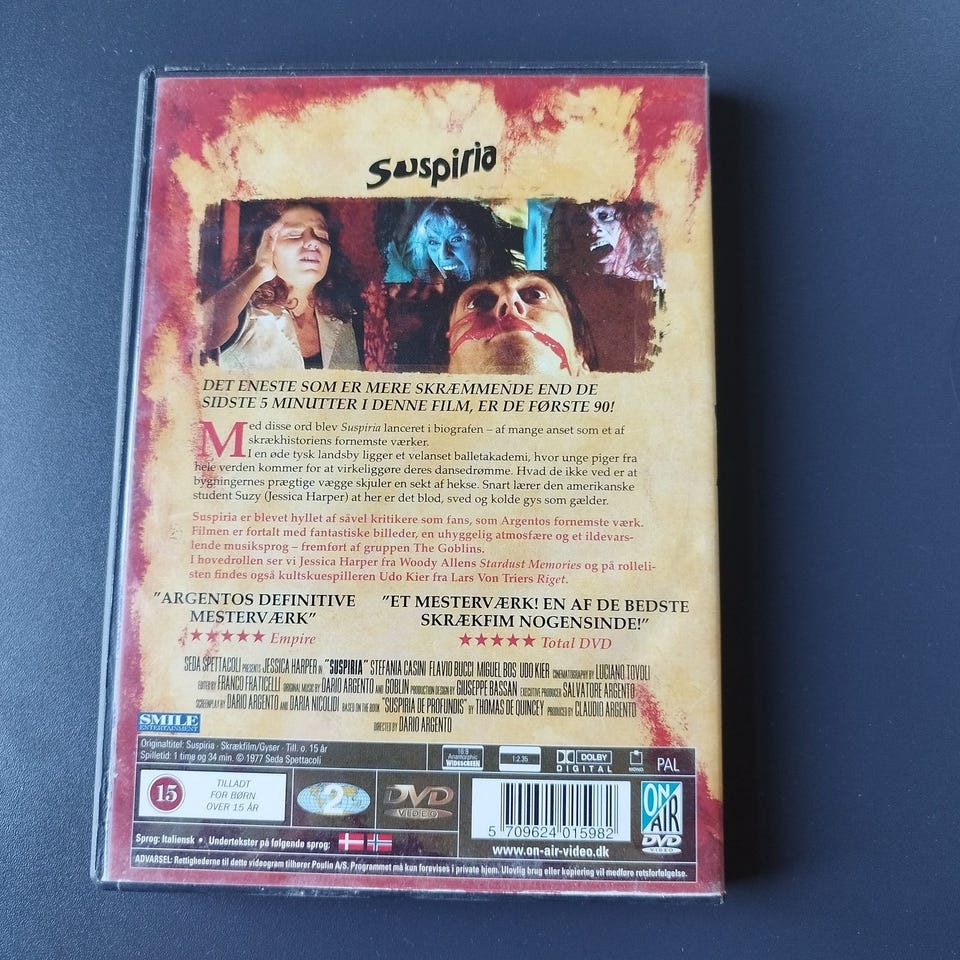 Suspiria
DET ENESTE SOM ER MERE SKRÆMMENDE END DE
SIDSTE 5 MINUTTER I DENNE FILM, ER DE FØRSTE 90!
Med disse ord blev Suspiria lanceret i biografen – af mange anset som et af
skrækhistoriens fornemste værker.
I en øde tysk landsby ligger et velanset balletakademi, hvor unge piger fra
hele verden kommer for at virkeliggøre deres dansedrømme. Hvad de ikke ved er at
bygningernes prægtige vægge skjuler en sekt af hekse. Snart lærer den amerikanske
student Suzy (Jessica Harper) at her er det blod, sved og kolde gys som gælder.
Suspiria er blevet hyllet af såvel kritikere som fans, som Argentos fornemste værk.
Filmen er fortalt med fantastiske billeder, en uhyggelig atmosfære og et ildevars-
lende musiksprog – fremført af gruppen The Goblins.
I hovedrollen ser vi Jessica Harper fra Woody Allens Stardust Memories og på rolleli-
sten findes også kultskuespilleren Udo Kier fra Lars Von Triers Riget.
"ARGENTOS DEFINITIVE
MESTERVÆRK"
★★★★★ Empire
"ET MESTERVÆRK! EN AF DE BEDSTE
SKRÆKFIM NOGENSINDE!"
★★★★★ Total DVD
SEDA SPETTACOLI PRESENTS JESSICA HARPER IN "SUSPIRIA" STEFANIA CASINI FLAVIO BUCCI MIGUEL BOS UDO KIER CINEMATOGRAPHY BY LUCIANO TOVOLI
EDITED BY FRANCO FRATICELLI ORIGINAL MUSIC BY DARIO ARGENTO AND GOBLIN PRODUCTION DESIGN BY GIUSEPPE BASSAN EXECUTIVE PRODUCER SALVATORE ARGENTO
SCREENPLAY BY DARIO ARGENTO AND DARIA NICOLIDI BASED ON THE BOOK "SUSPIRIA DE PROFUNDIS" BY THOMAS DE QUINCEY PRODUCED BY CLAUDIO ARGENTO
DIRECTED BY DARIO ARGENTO
SMILE
ENTERTAINMENT
Originaltitel: Suspiria · Skrækfilm/Gyser · Till. o. 15 år
Spilletid: 1 time og 34 min. © 1977 Seda Spettacoli
16:9
Anamorphic
WIDESCREEN
1:2.35
DOLBY
DIGITAL
MONO
PAL
15
TILLADT
FOR BØRN
OVER 15 ÅR
2
DVD
VIDEO
5 709624 015982
www.on-air-video.dk
ON
AIR
DVD
VIDEO
Sprog: Italiensk • Undertekster på følgende sprog:
ADVARSEL: Rettighederne til dette videogram tilhører Poulin A/S. Programmet må kun forevises i private hjem. Ulovlig brug eller kopiering vil medføre retsforfølgelse.